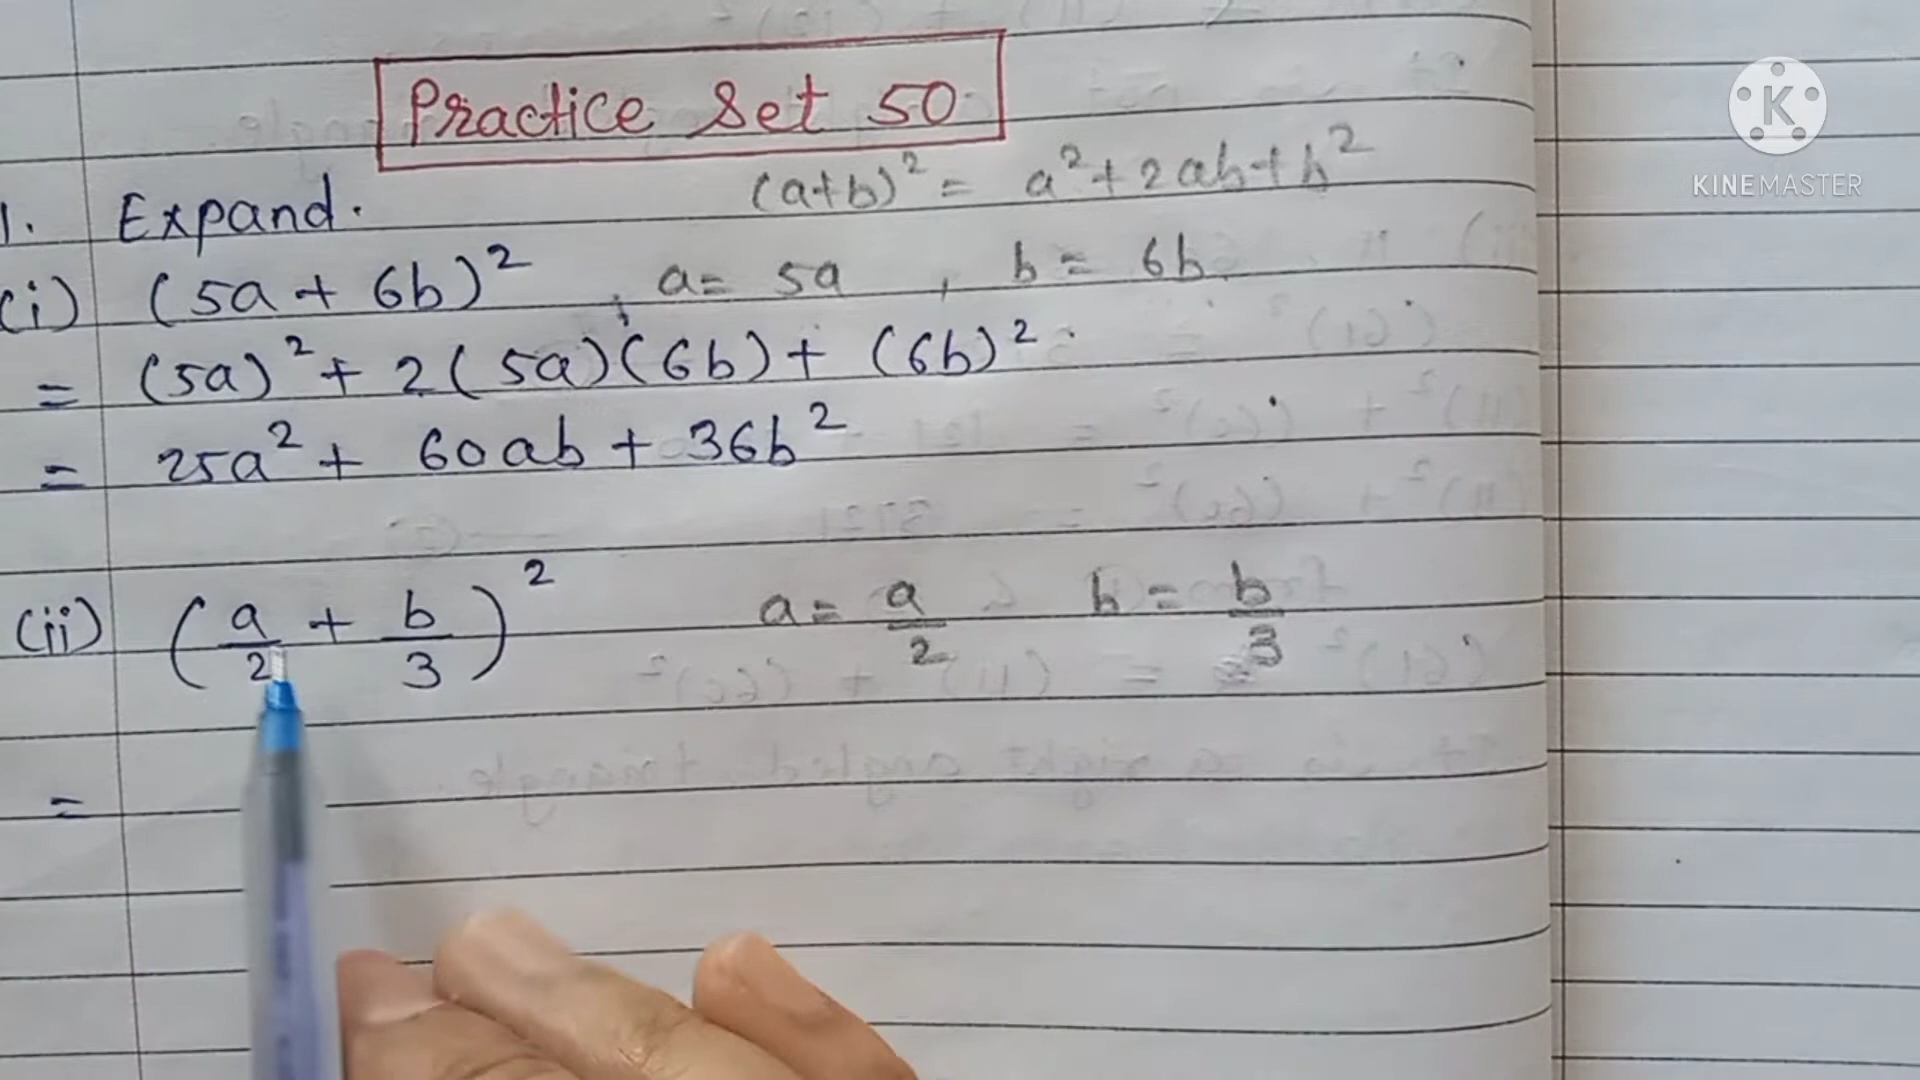 Practice Set 50
(a+b)² = a²+2ab+b²
1. Expand.
(i) (5a + 6b)² , a= 5a , b= 6b
= (5a)² + 2(5a)(6b) + (6b)²
= 25a² + 60ab + 36b²
(ii) (a/2 + b/3)² a= a/2 b= b/3
=
K
KINEMASTER